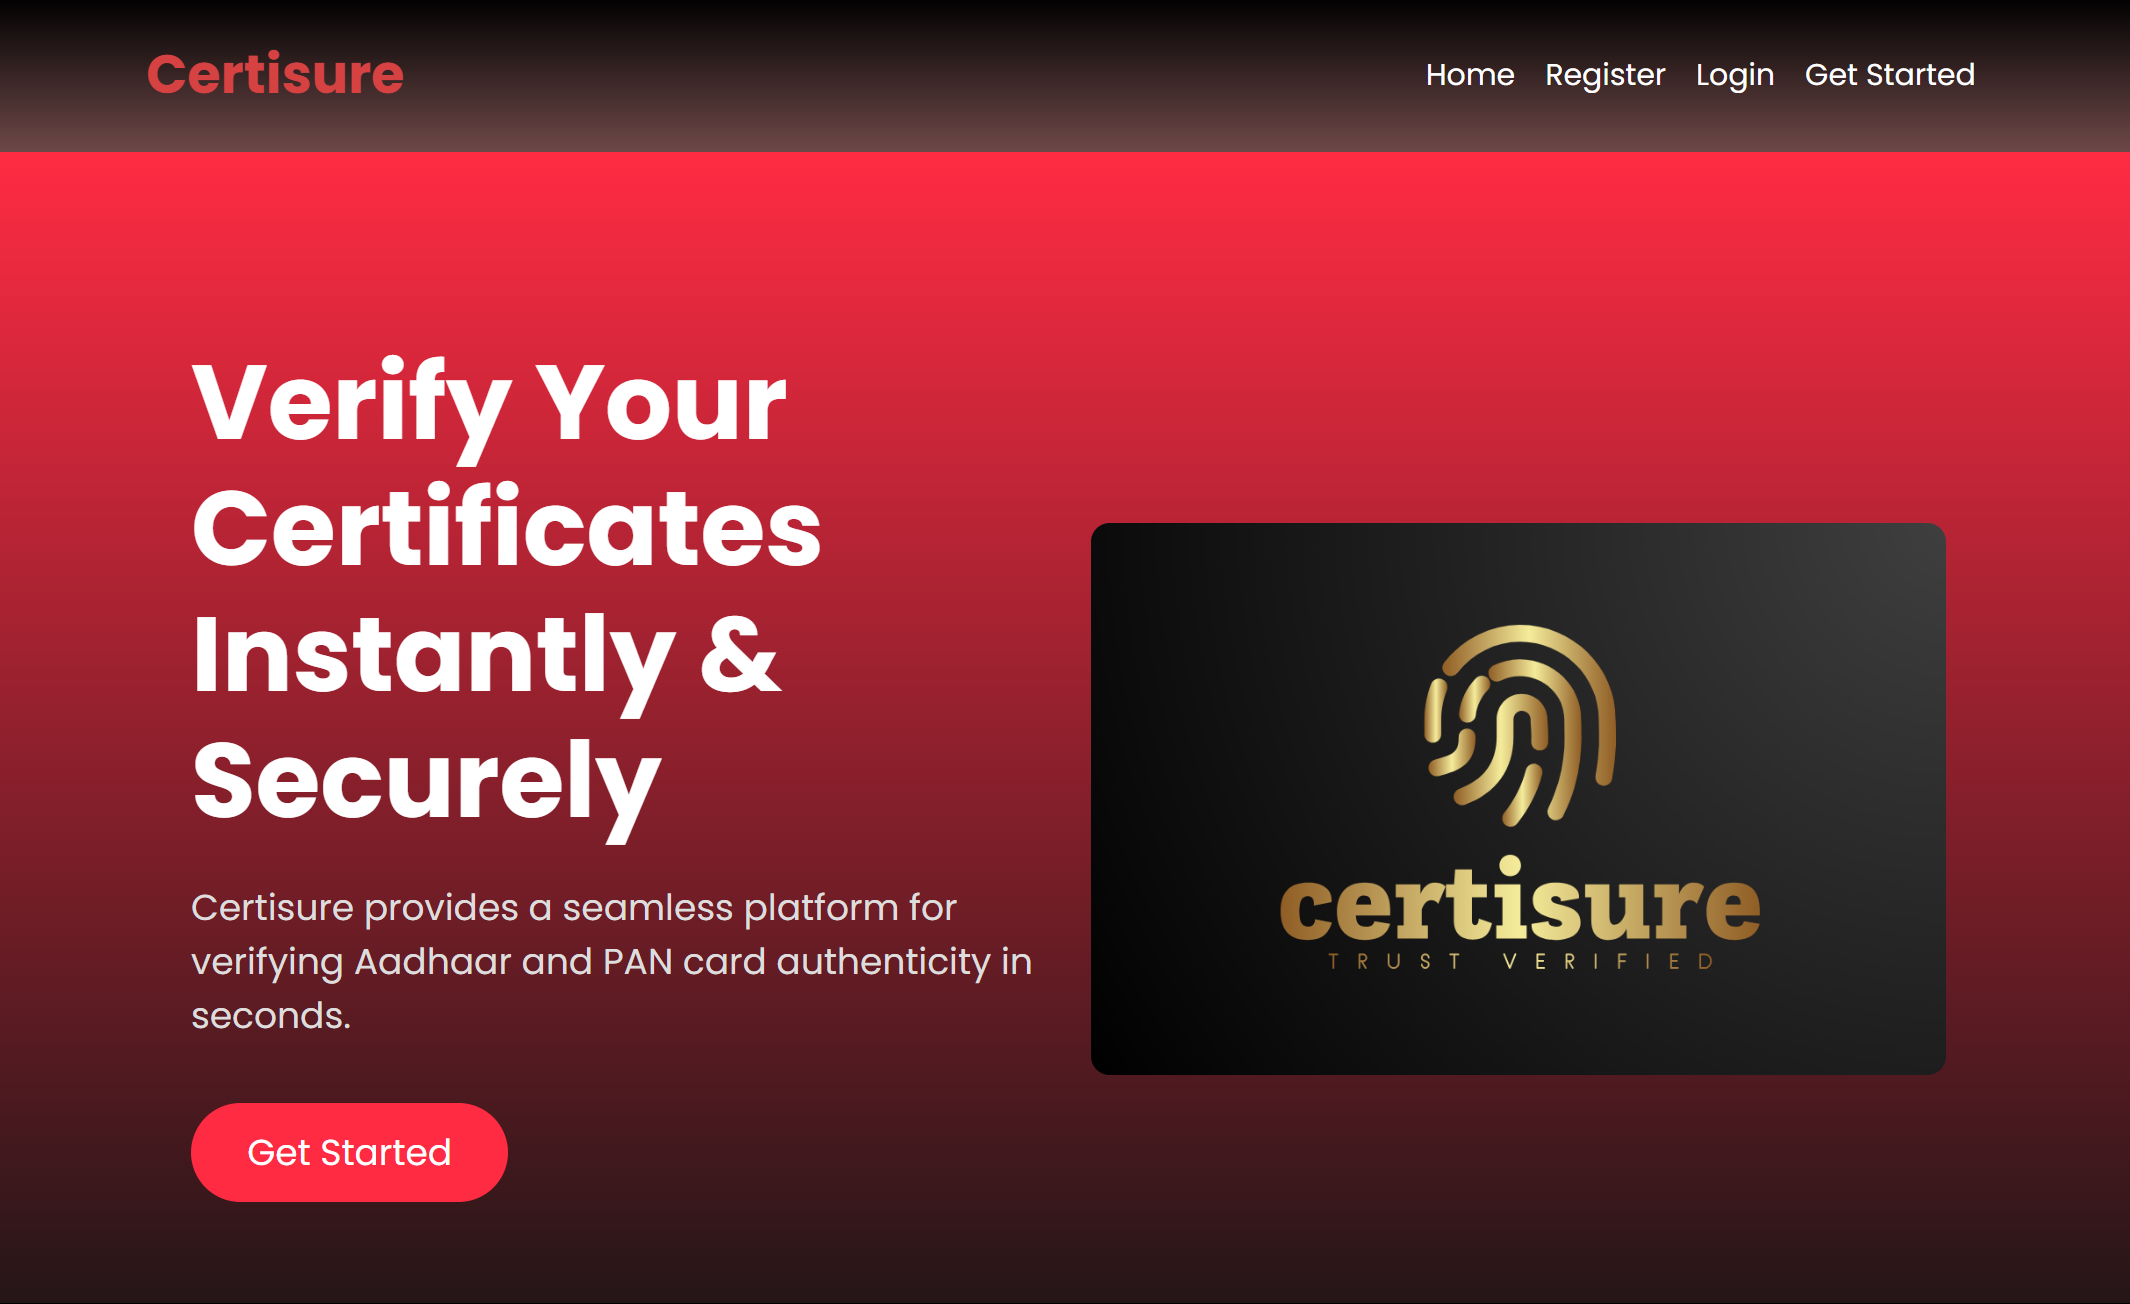 Certisure
Home Register Login Get Started
Verify Your
Certificates
Instantly &
Securely
Certisure provides a seamless platform for
verifying Aadhaar and PAN card authenticity in
seconds.
Get Started
certisure
TRUST VERIFIED